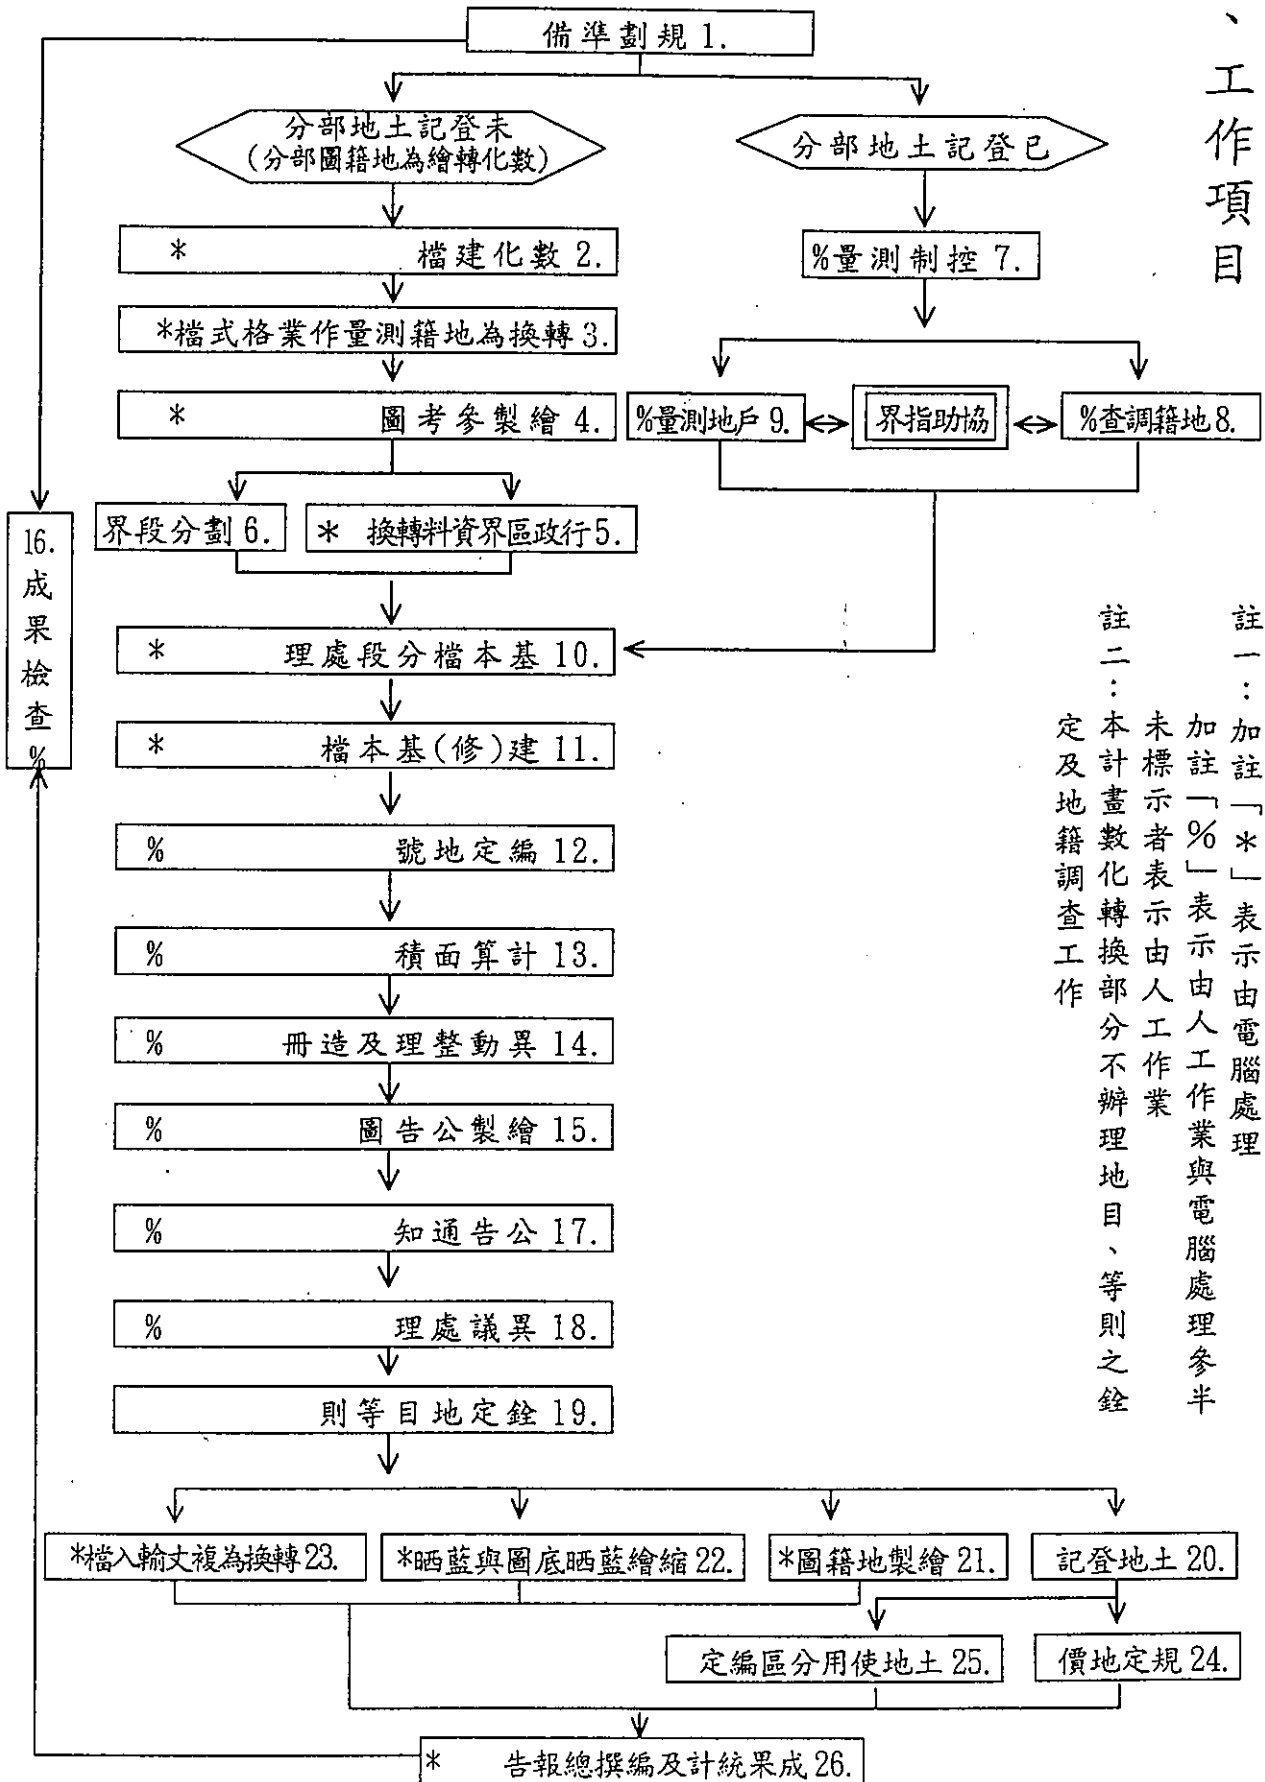 、工作項目
1.規劃準備
已登記土地部分
未登記土地部分
(數化轉繪為地籍圖部分)
7.控制測量%
2.數化建檔 *
3.轉換為地籍測量作業格式檔*
8.地籍調查%
協助指界
9.戶地測量%
4.繪製參考圖 *
5.行政區界資料轉換 *
6.劃分段界
16.成果檢查%
10.基本檔分段處理 *
11.建(修)基本檔 *
12.編定地號 %
13.計算面積 %
14.異動整理及造冊 %
15.繪製公告圖 %
17.公告通知 %
18.異議處理 %
19.銓定地目等則
20.土地登記
21.繪製地籍圖*
22.縮繪藍晒底圖與藍晒*
23.轉換為複丈輸入檔*
24.規定地價
25.土地使用分區編定
26.成果統計及編撰總報告 *
註一：加註「*」表示由電腦處理
加註「%」表示由人工作業與電腦處理參半
未標示者表示由人工作業
註二：本計畫數化轉換部分不辦理地目、等則之銓
定及地籍調查工作